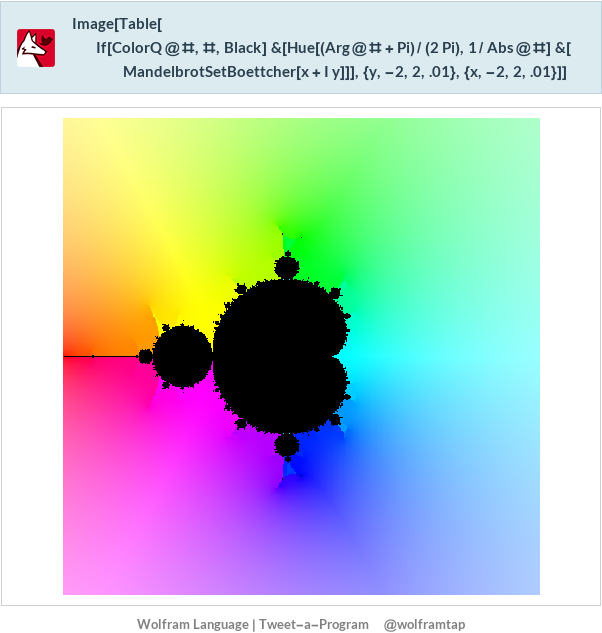 Image[Table[
If[ColorQ@#, #, Black] &[Hue[(Arg@# + Pi) / (2 Pi), 1 / Abs@#] &[
MandelbrotSetBoettcher[x + I y]]], {y, −2, 2, .01}, {x, −2, 2, .01}]]
Wolfram Language | Tweet−a−Program @wolframtap